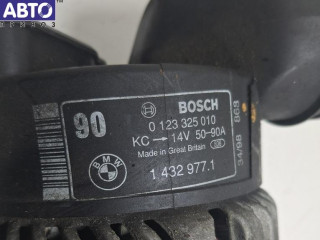 АВТО
90
BOSCH
0 123 325 010
KC → 14V 50-90A
Made in Great Britain
BMW
1 432 977.1
34/98 B68